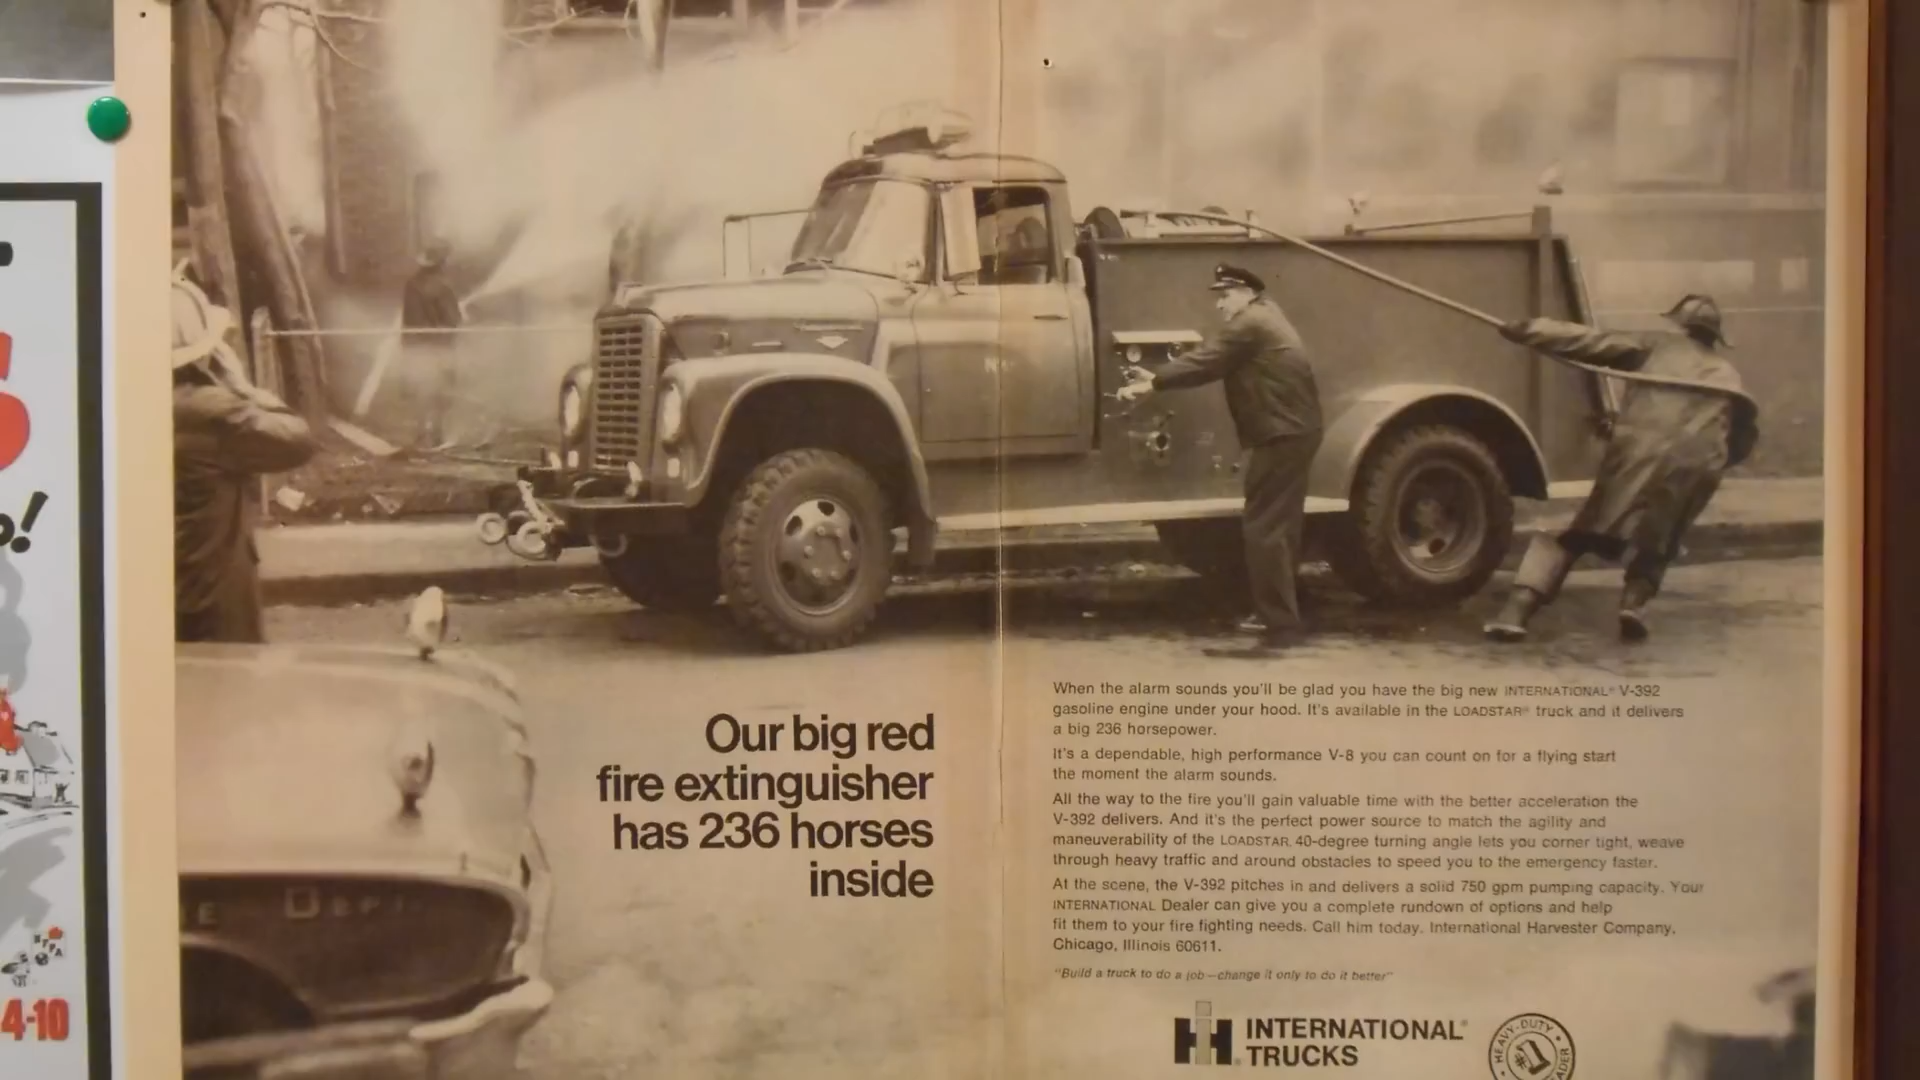 Our big red
fire extinguisher
has 236 horses
inside
When the alarm sounds you'll be glad you have the big new INTERNATIONAL® V-392
gasoline engine under your hood. It's available in the LOADSTAR® truck and it delivers
a big 236 horsepower.
It's a dependable, high performance V-8 you can count on for a flying start
the moment the alarm sounds.
All the way to the fire you'll gain valuable time with the better acceleration the
V-392 delivers. And it's the perfect power source to match the agility and
maneuverability of the LOADSTAR. 40-degree turning angle lets you corner tight, weave
through heavy traffic and around obstacles to speed you to the emergency faster.
At the scene, the V-392 pitches in and delivers a solid 750 gpm pumping capacity. Your
INTERNATIONAL Dealer can give you a complete rundown of options and help
fit them to your fire fighting needs. Call him today. International Harvester Company,
Chicago, Illinois 60611.
"Build a truck to do a job—change it only to do it better"
INTERNATIONAL®
TRUCKS
HEAVY-DUTY
#1
4-10
NFPA